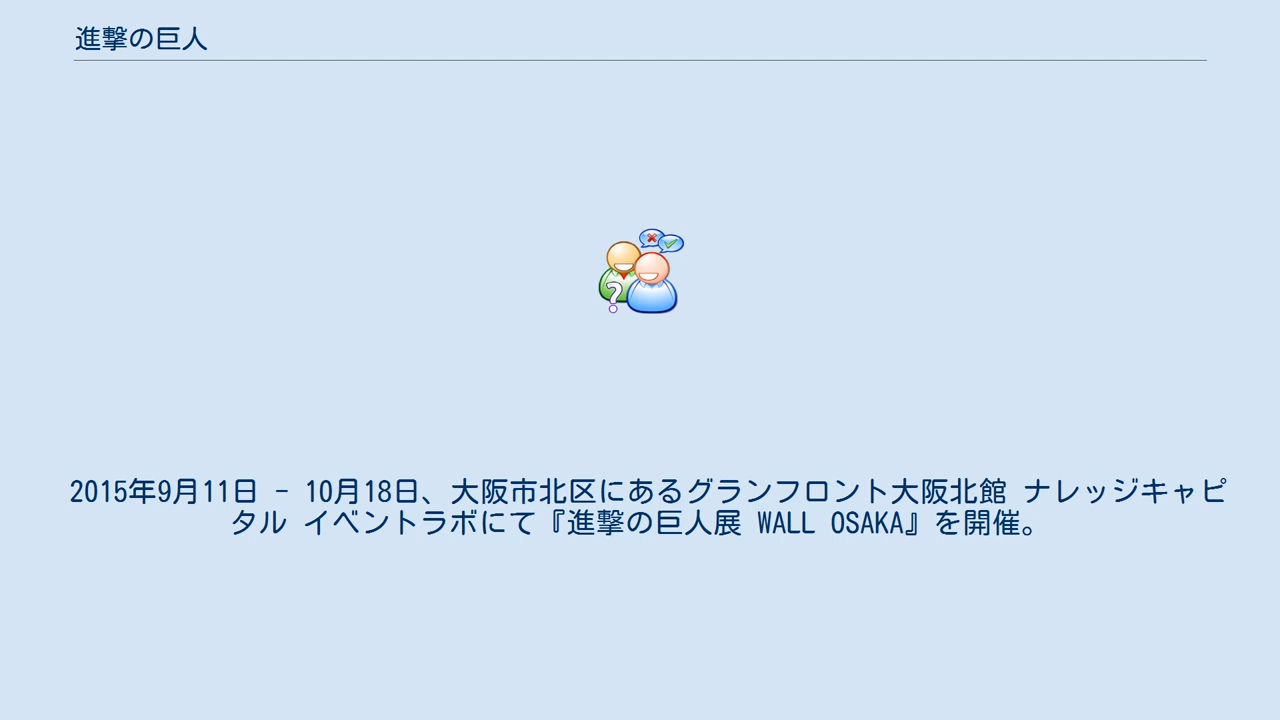 進撃の巨人
2015年9月11日 - 10月18日、大阪市北区にあるグランフロント大阪北館 ナレッジキャピ
タル イベントラボにて『進撃の巨人展 WALL OSAKA』を開催。